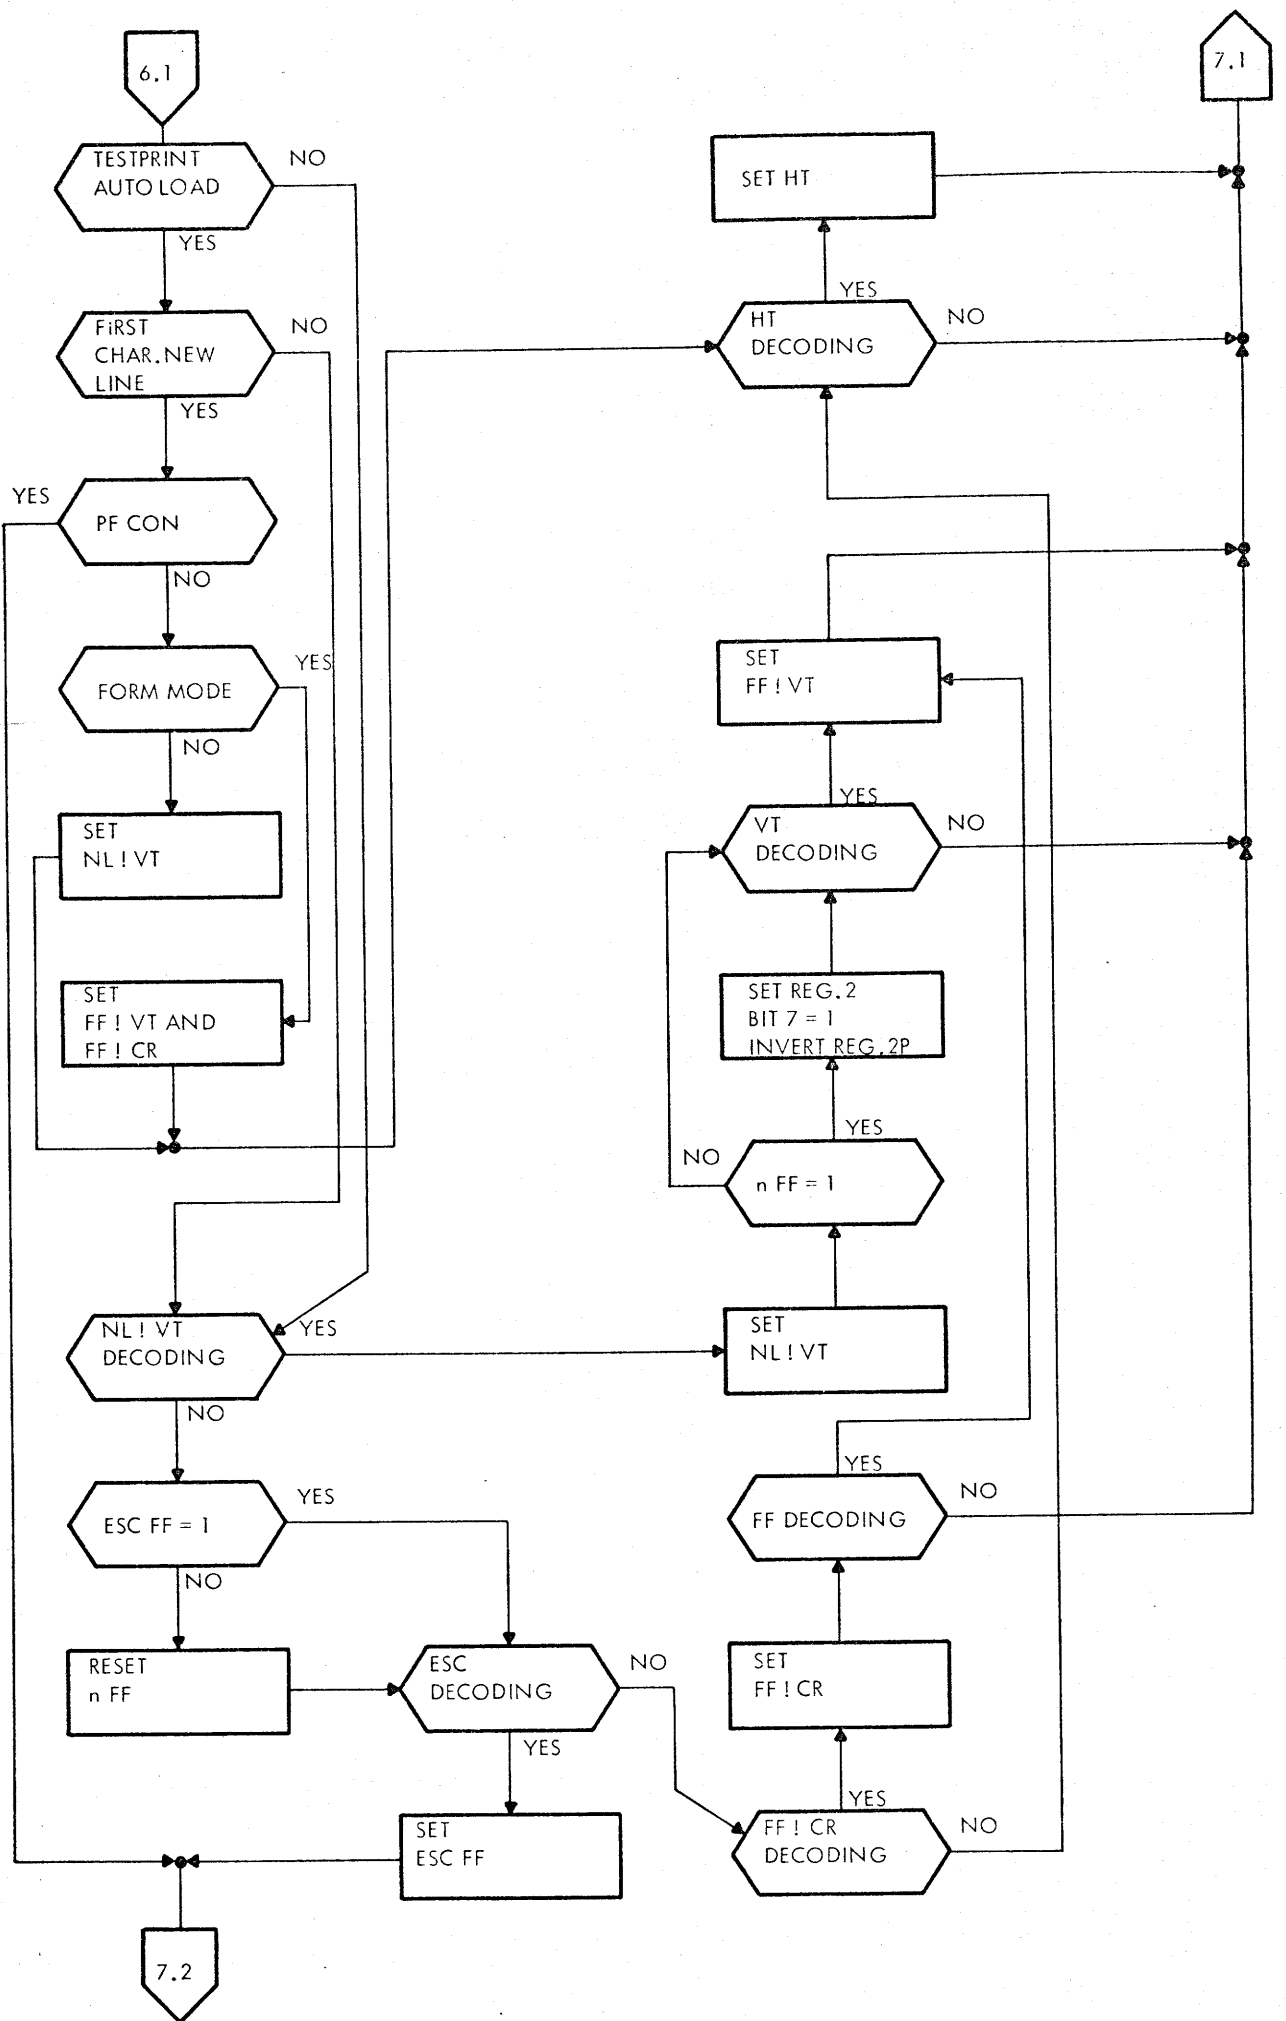 6.1
TESTPRINT
AUTO LOAD
NO
YES
FiRST
CHAR.NEW
LINE
NO
YES
YES
PF CON
NO
YES
FORM MODE
NO
SET
NL!VT
SET
FF!VT AND
FF!CR
NL!VT
DECODING
YES
NO
ESC FF = 1
YES
NO
RESET
n FF
ESC
DECODING
NO
YES
SET
ESC FF
7.2
7.1
SET HT
YES
HT
DECODING
NO
SET
FF!VT
YES
VT
DECODING
NO
SET REG.2
BIT 7 = 1
INVERT REG.2P
YES
NO
n FF = 1
SET
NL!VT
YES
FF DECODING
NO
SET
FF!CR
YES
FF!CR
DECODING
NO